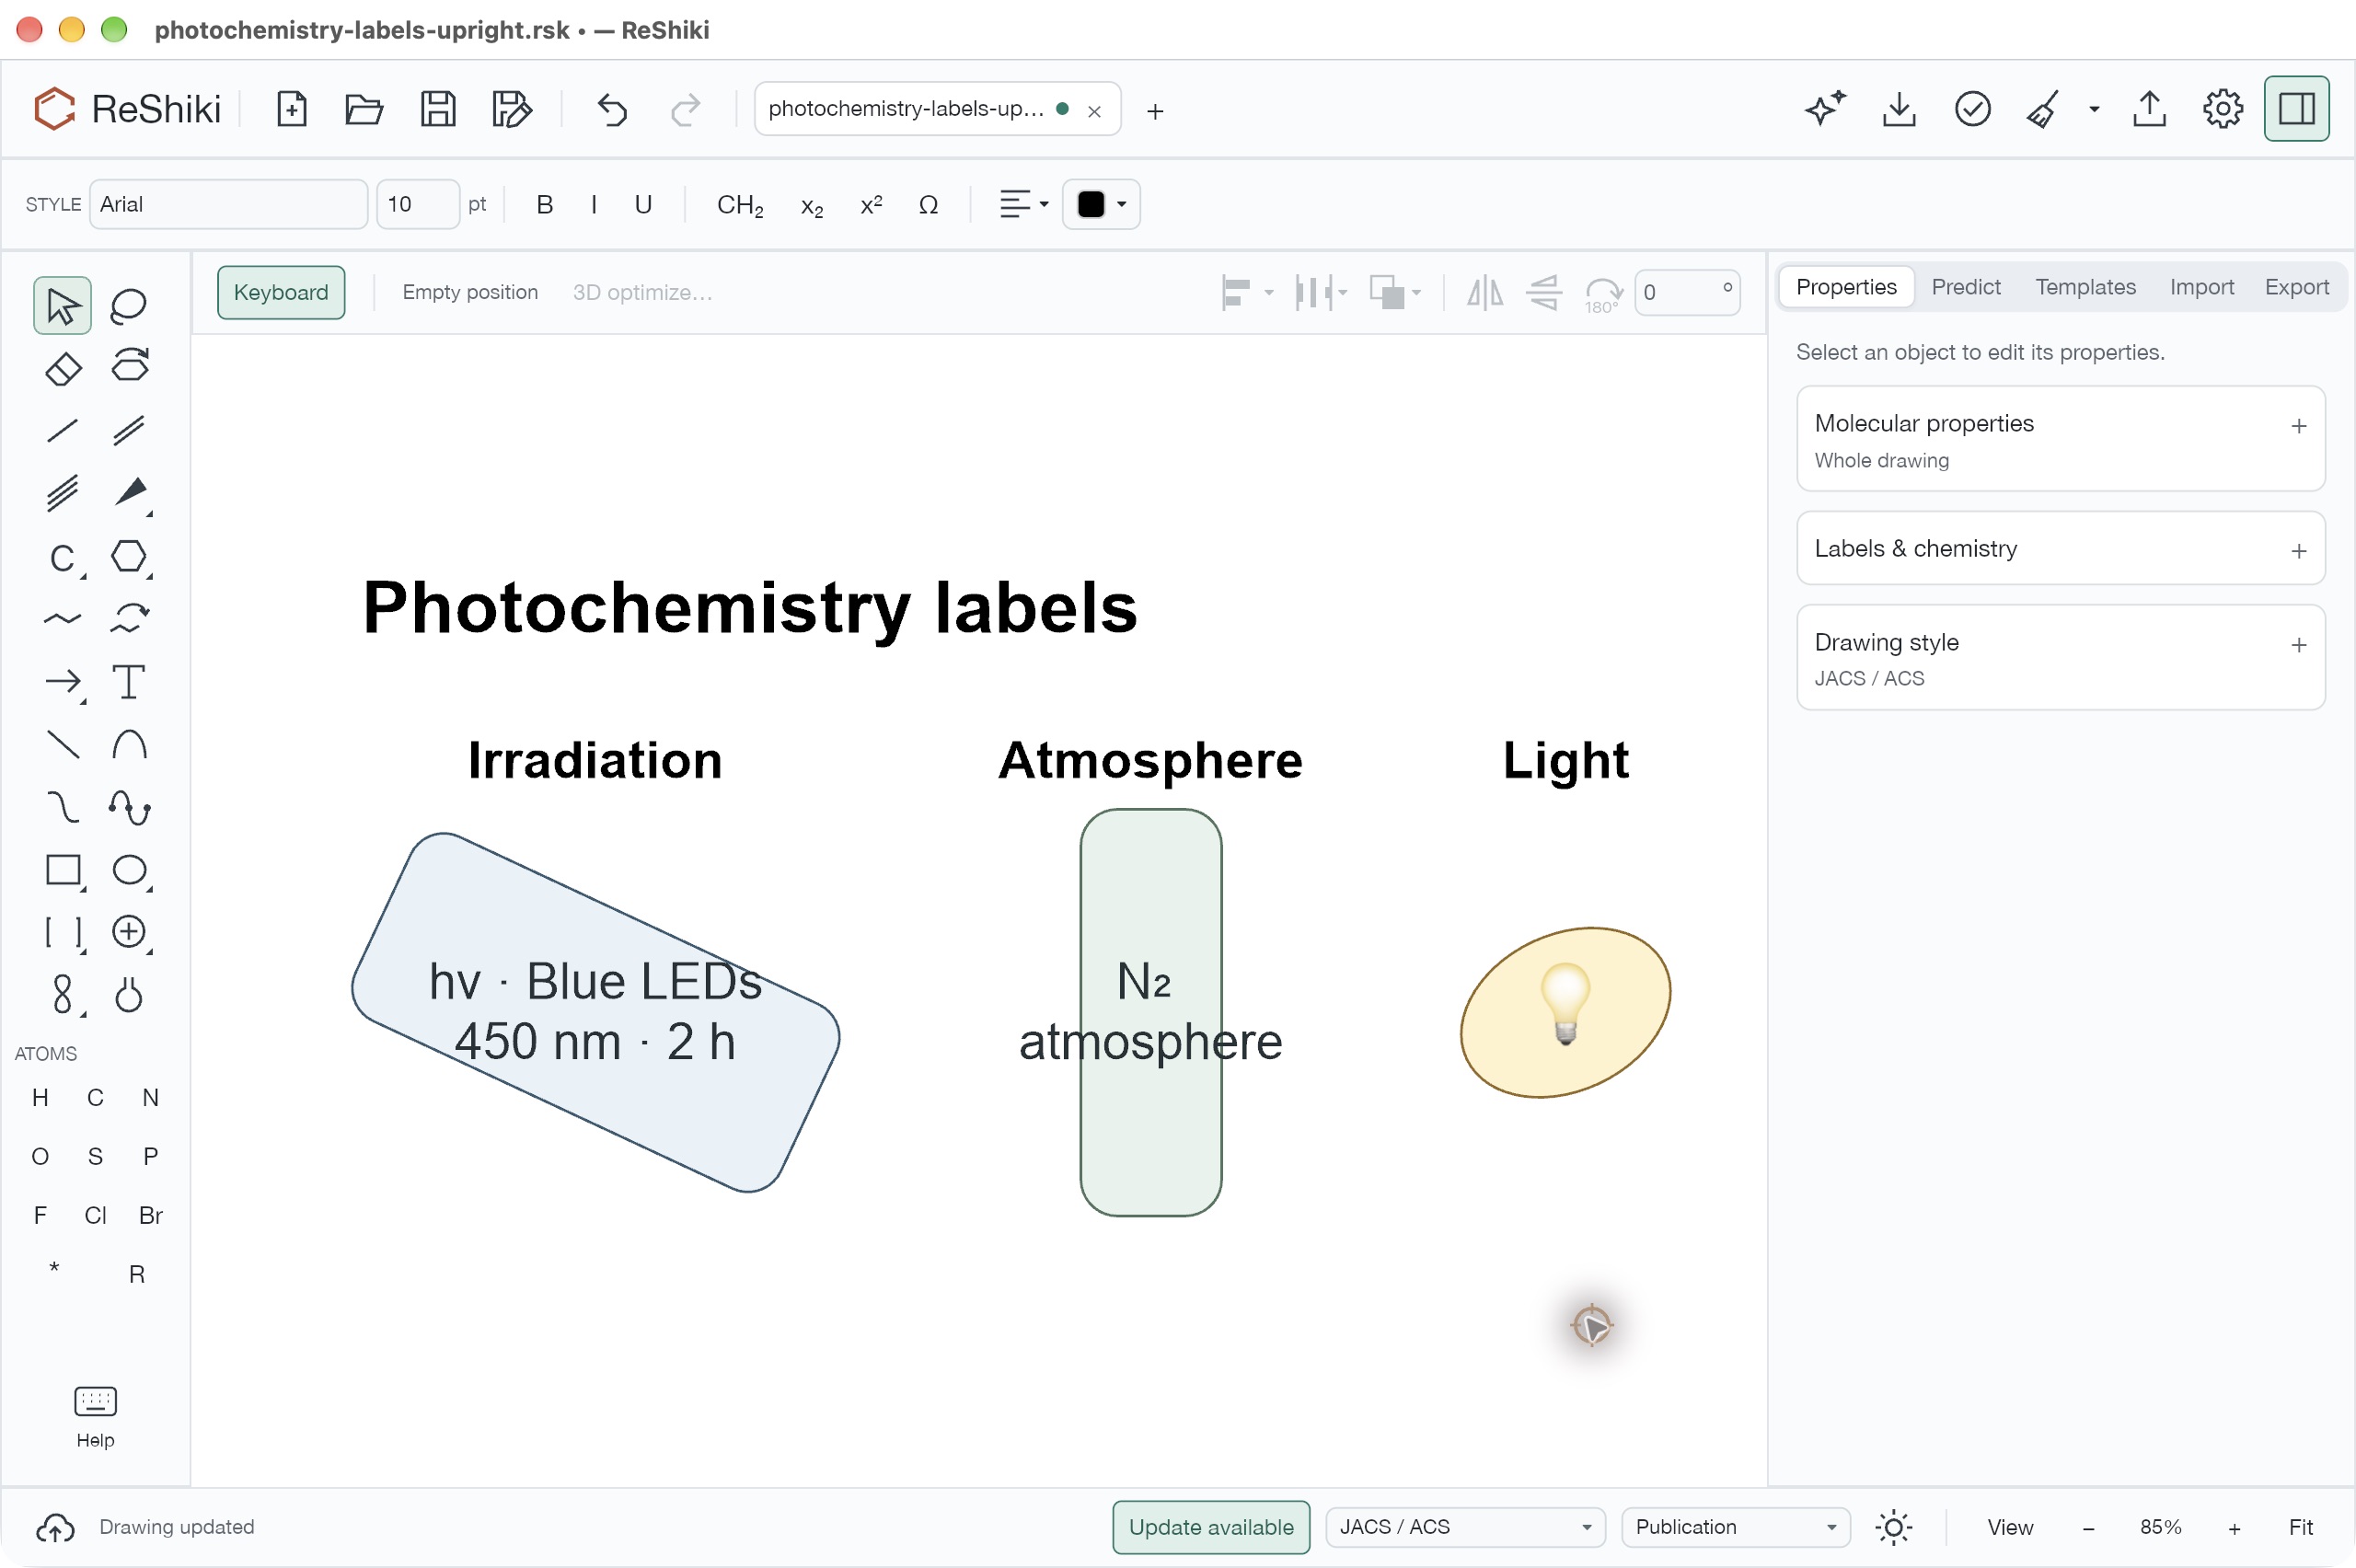 photochemistry-labels-upright.rsk • — ReShiki
ReShiki
photochemistry-labels-up...
STYLE
Arial
10
pt
B
I
U
CH₂
x₂
x²
Ω
Keyboard
Empty position
3D optimize...
180°
0
°
Properties
Predict
Templates
Import
Export
Select an object to edit its properties.
Molecular properties
Whole drawing
Labels & chemistry
Drawing style
JACS / ACS
C
T
ATOMS
H C N
O S P
F Cl Br
* R
Help
Photochemistry labels
Irradiation
Atmosphere
Light
hν · Blue LEDs
450 nm · 2 h
N₂
atmosphere
Drawing updated
Update available
JACS / ACS
Publication
View
–
85%
+
Fit